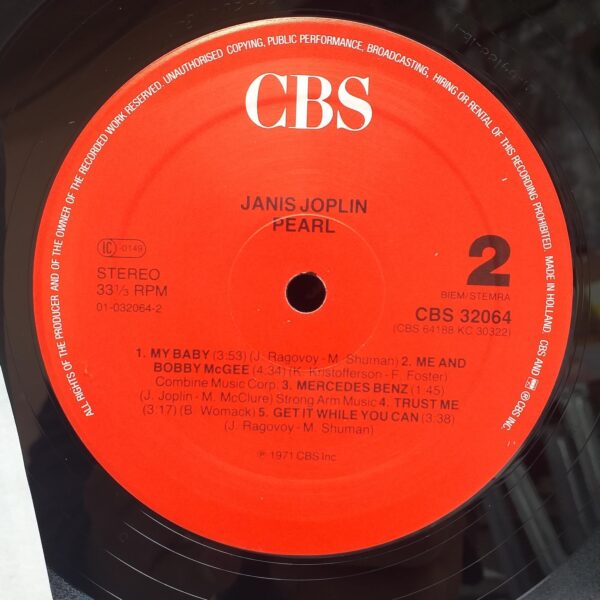 ALL RIGHTS OF THE PRODUCER AND OF THE OWNER OF THE RECORDED WORK RESERVED. UNAUTHORISED COPYING, PUBLIC PERFORMANCE, BROADCASTING, HIRING OR RENTAL OF THIS RECORDING PROHIBITED. MADE IN HOLLAND. CBS AND ℗ CBS INC.
CBS
JANIS JOPLIN
PEARL
IC 0149
STEREO
33⅓ RPM
01-032064-2
2
BIEM/STEMRA
CBS 32064
(CBS 64188 KC 30322)
1. MY BABY (3:53) (J. Ragovoy - M. Shuman) 2. ME AND
BOBBY McGEE (4.34) (K. Kristofferson - F. Foster)
Combine Music Corp. 3. MERCEDES BENZ (1:45)
(J. Joplin - M. McClure) Strong Arm Music 4. TRUST ME
(3:17) (B. Womack) 5. GET IT WHILE YOU CAN (3:38)
(J. Ragovoy - M. Shuman)
℗ 1971 CBS Inc.